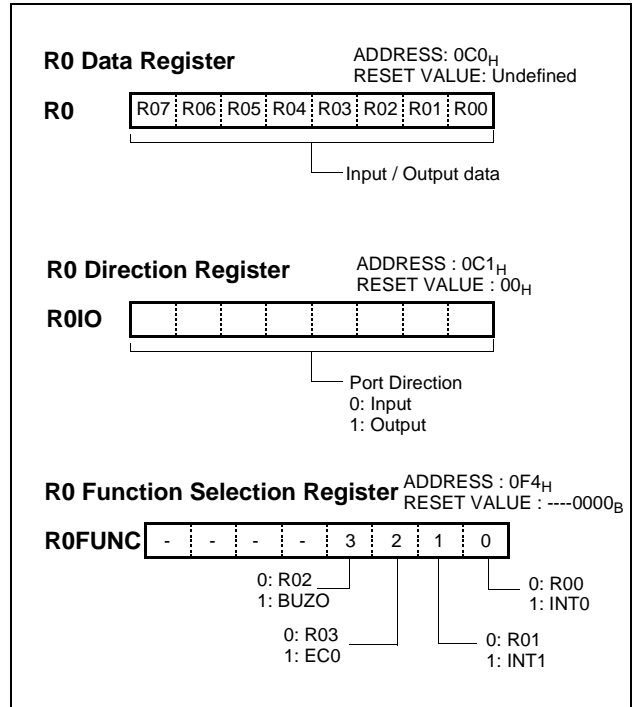 R0 Data Register
ADDRESS: 0C0H
RESET VALUE: Undefined
R0
R07 R06 R05 R04 R03 R02 R01 R00
Input / Output data
R0 Direction Register
ADDRESS : 0C1H
RESET VALUE : 00H
R0IO
Port Direction
0: Input
1: Output
R0 Function Selection Register
ADDRESS : 0F4H
RESET VALUE : ----0000B
R0FUNC
- - - - 3 2 1 0
0: R02
1: BUZO
0: R00
1: INT0
0: R03
1: EC0
0: R01
1: INT1